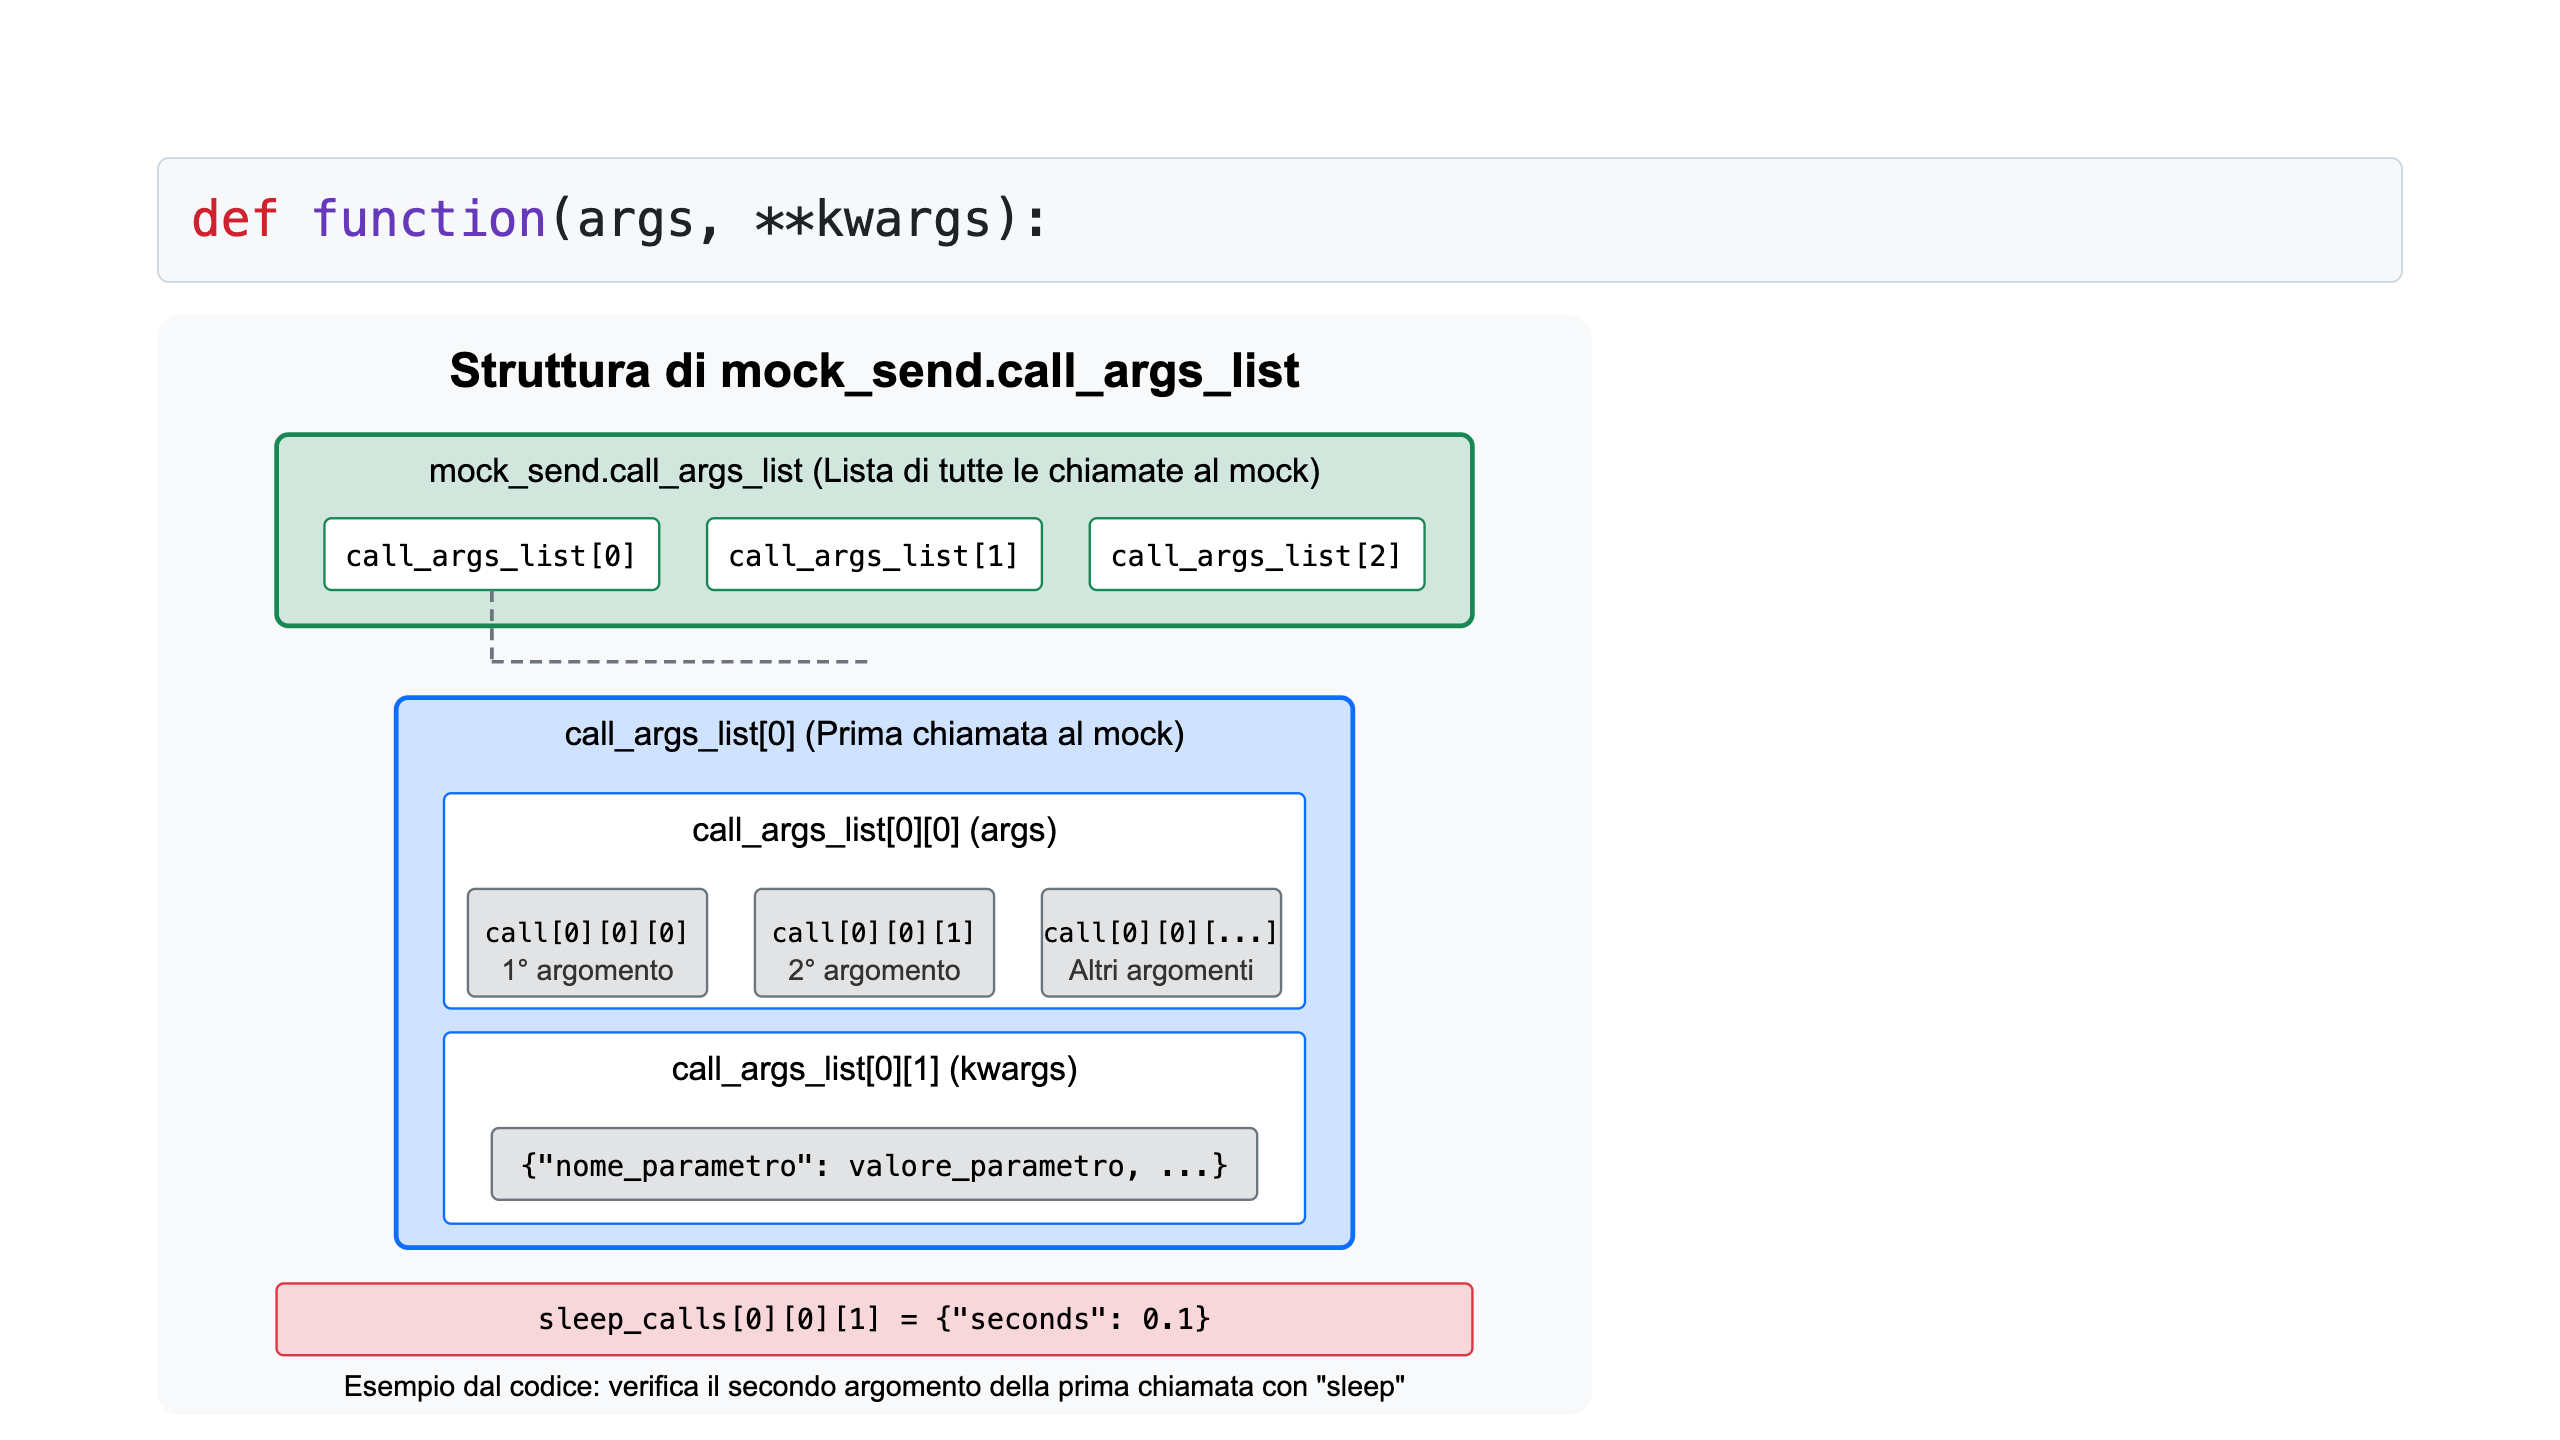 def function(args, **kwargs):
Struttura di mock_send.call_args_list
mock_send.call_args_list (Lista di tutte le chiamate al mock)
call_args_list[0]
call_args_list[1]
call_args_list[2]
call_args_list[0] (Prima chiamata al mock)
call_args_list[0][0] (args)
call[0][0][0]
1° argomento
call[0][0][1]
2° argomento
call[0][0][...]
Altri argomenti
call_args_list[0][1] (kwargs)
{"nome_parametro": valore_parametro, ...}
sleep_calls[0][0][1] = {"seconds": 0.1}
Esempio dal codice: verifica il secondo argomento della prima chiamata con "sleep"